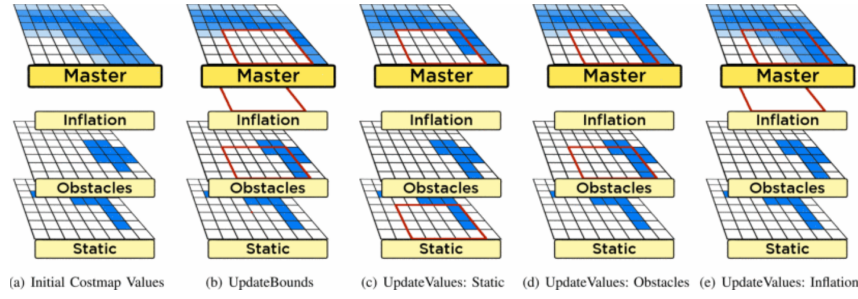 Master Master Master Master Master
Inflation Inflation Inflation Inflation Inflation
Obstacles Obstacles Obstacles Obstacles Obstacles
Static Static Static Static Static
(a) Initial Costmap Values (b) UpdateBounds (c) UpdateValues: Static (d) UpdateValues: Obstacles (e) UpdateValues: Inflation